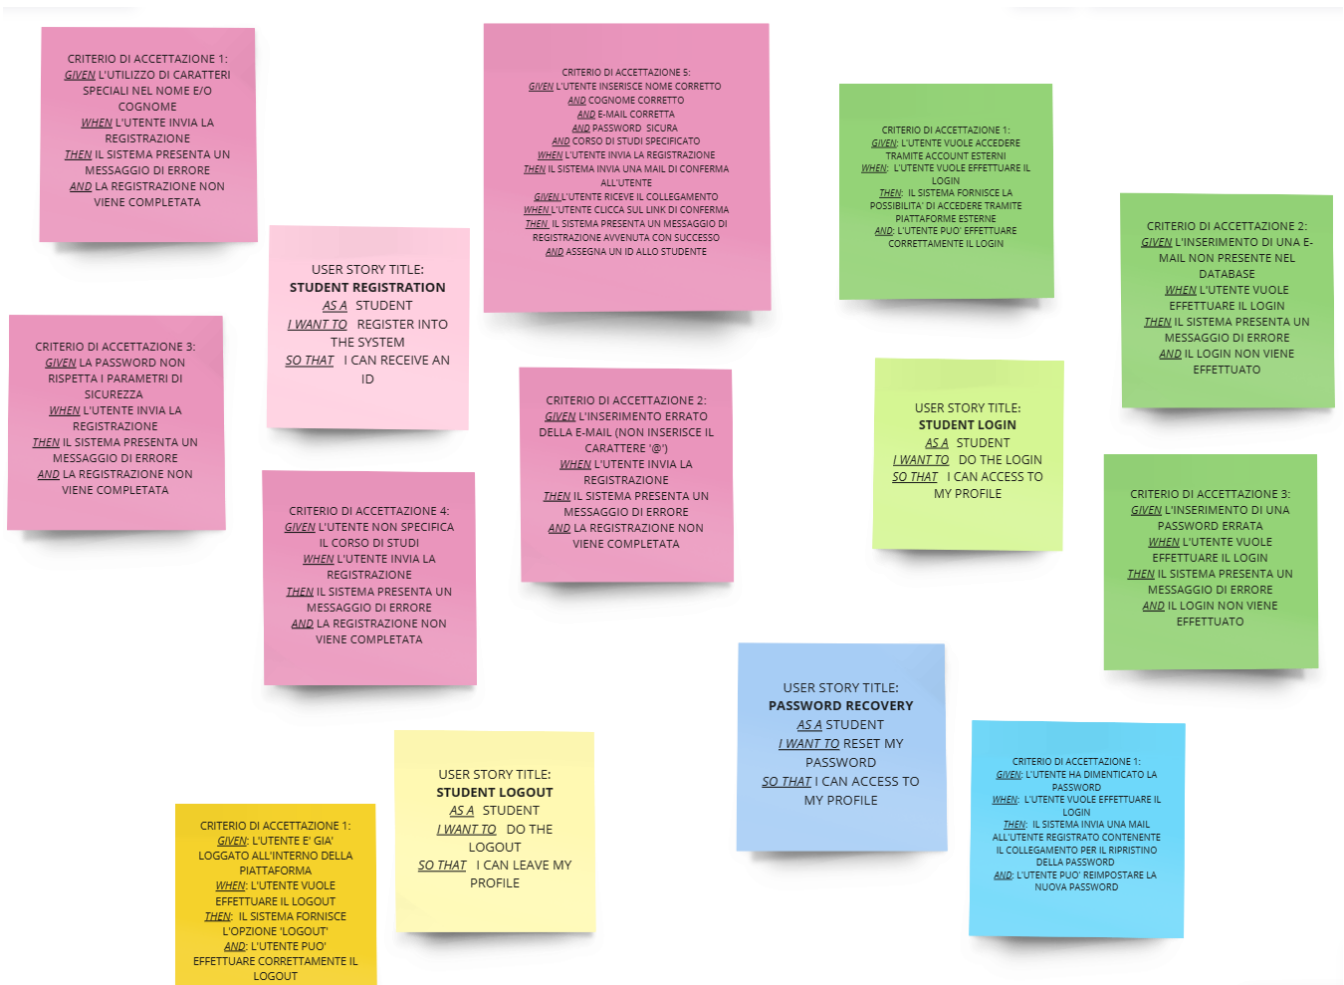 CRITERIO DI ACCETTAZIONE 1:
GIVEN L'UTILIZZO DI CARATTERI
SPECIALI NEL NOME E/O
COGNOME
WHEN L'UTENTE INVIA LA
REGISTRAZIONE
THEN IL SISTEMA PRESENTA UN
MESSAGGIO DI ERRORE
AND LA REGISTRAZIONE NON
VIENE COMPLETATA
CRITERIO DI ACCETTAZIONE 5:
GIVEN L'UTENTE INSERISCE NOME CORRETTO
AND COGNOME CORRETTO
AND E-MAIL CORRETTA
AND PASSWORD SICURA
AND CORSO DI STUDI SPECIFICATO
WHEN L'UTENTE INVIA LA REGISTRAZIONE
THEN IL SISTEMA INVIA UNA MAIL DI CONFERMA
ALL'UTENTE
GIVEN L'UTENTE RICEVE IL COLLEGAMENTO
WHEN L'UTENTE CLICCA SUL LINK DI CONFERMA
THEN IL SISTEMA PRESENTA UN MESSAGGIO DI
REGISTRAZIONE AVVENUTA CON SUCCESSO
AND ASSEGNA UN ID ALLO STUDENTE
CRITERIO DI ACCETTAZIONE 1:
GIVEN: L'UTENTE VUOLE ACCEDERE
TRAMITE ACCOUNT ESTERNI
WHEN: L'UTENTE VUOLE EFFETTUARE IL
LOGIN
THEN: IL SISTEMA FORNISCE LA
POSSIBILITA' DI ACCEDERE TRAMITE
PIATTAFORME ESTERNE
AND: L'UTENTE PUO' EFFETTUARE
CORRETTAMENTE IL LOGIN
CRITERIO DI ACCETTAZIONE 2:
GIVEN L'INSERIMENTO DI UNA E-
MAIL NON PRESENTE NEL
DATABASE
WHEN L'UTENTE VUOLE
EFFETTUARE IL LOGIN
THEN IL SISTEMA PRESENTA UN
MESSAGGIO DI ERRORE
AND IL LOGIN NON VIENE
EFFETTUATO
USER STORY TITLE:
STUDENT REGISTRATION
AS A STUDENT
I WANT TO REGISTER INTO
THE SYSTEM
SO THAT I CAN RECEIVE AN
ID
CRITERIO DI ACCETTAZIONE 3:
GIVEN LA PASSWORD NON
RISPETTA I PARAMETRI DI
SICUREZZA
WHEN L'UTENTE INVIA LA
REGISTRAZIONE
THEN IL SISTEMA PRESENTA UN
MESSAGGIO DI ERRORE
AND LA REGISTRAZIONE NON
VIENE COMPLETATA
CRITERIO DI ACCETTAZIONE 2:
GIVEN L'INSERIMENTO ERRATO
DELLA E-MAIL (NON INSERISCE IL
CARATTERE '@')
WHEN L'UTENTE INVIA LA
REGISTRAZIONE
THEN IL SISTEMA PRESENTA UN
MESSAGGIO DI ERRORE
AND LA REGISTRAZIONE NON
VIENE COMPLETATA
USER STORY TITLE:
STUDENT LOGIN
AS A STUDENT
I WANT TO DO THE LOGIN
SO THAT I CAN ACCESS TO
MY PROFILE
CRITERIO DI ACCETTAZIONE 3:
GIVEN L'INSERIMENTO DI UNA
PASSWORD ERRATA
WHEN L'UTENTE VUOLE
EFFETTUARE IL LOGIN
THEN IL SISTEMA PRESENTA UN
MESSAGGIO DI ERRORE
AND IL LOGIN NON VIENE
EFFETTUATO
CRITERIO DI ACCETTAZIONE 4:
GIVEN L'UTENTE NON SPECIFICA
IL CORSO DI STUDI
WHEN L'UTENTE INVIA LA
REGISTRAZIONE
THEN IL SISTEMA PRESENTA UN
MESSAGGIO DI ERRORE
AND LA REGISTRAZIONE NON
VIENE COMPLETATA
USER STORY TITLE:
PASSWORD RECOVERY
AS A STUDENT
I WANT TO RESET MY
PASSWORD
SO THAT I CAN ACCESS TO
MY PROFILE
CRITERIO DI ACCETTAZIONE 1:
GIVEN: L'UTENTE HA DIMENTICATO LA
PASSWORD
WHEN: L'UTENTE VUOLE EFFETTUARE IL
LOGIN
THEN: IL SISTEMA INVIA UNA MAIL
ALL'UTENTE REGISTRATO CONTENENTE
IL COLLEGAMENTO PER IL RIPRISTINO
DELLA PASSWORD
AND: L'UTENTE PUO' REIMPOSTARE LA
NUOVA PASSWORD
USER STORY TITLE:
STUDENT LOGOUT
AS A STUDENT
I WANT TO DO THE
LOGOUT
SO THAT I CAN LEAVE MY
PROFILE
CRITERIO DI ACCETTAZIONE 1:
GIVEN: L'UTENTE E' GIA'
LOGGATO ALL'INTERNO DELLA
PIATTAFORMA
WHEN: L'UTENTE VUOLE
EFFETTUARE IL LOGOUT
THEN: IL SISTEMA FORNISCE
L'OPZIONE 'LOGOUT'
AND: L'UTENTE PUO'
EFFETTUARE CORRETTAMENTE IL
LOGOUT